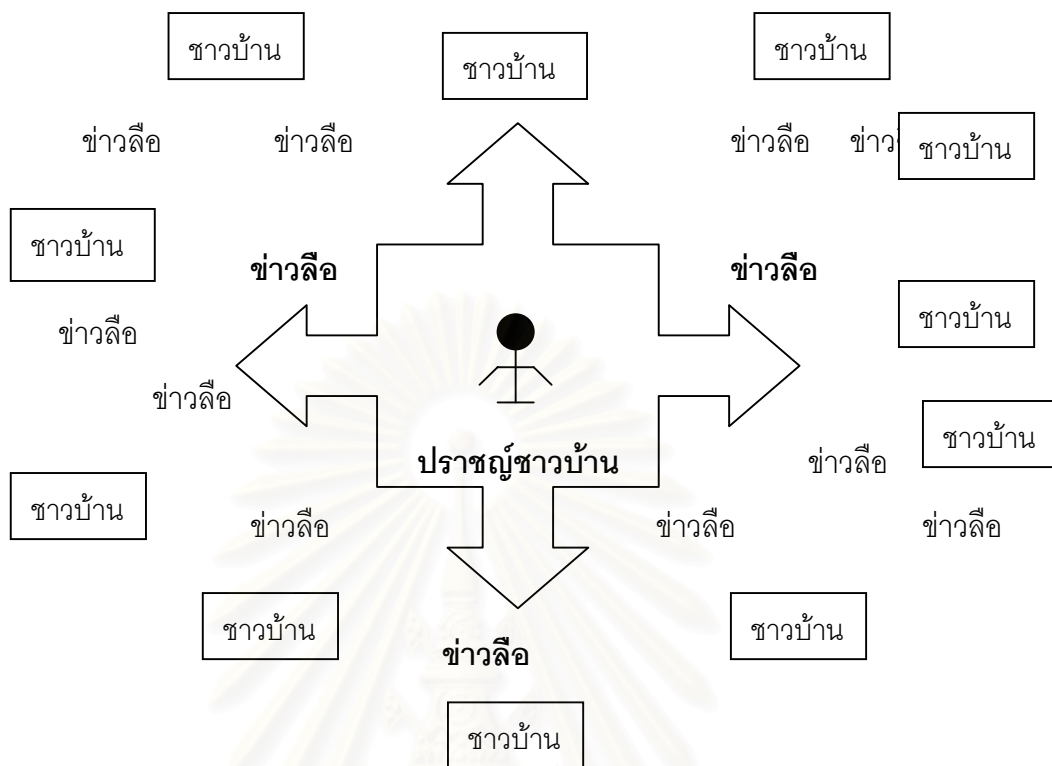 ชาวบ้าน ชาวบ้าน ชาวบ้าน
ข่าวลือ ข่าวลือ ข่าวลือ ชาวบ้าน
ชาวบ้าน
ข่าวลือ ข่าวลือ
ข่าวลือ ชาวบ้าน
ข่าวลือ
ปราชญ์ชาวบ้าน ข่าวลือ ชาวบ้าน
ชาวบ้าน ข่าวลือ ข่าวลือ ข่าวลือ
ชาวบ้าน ชาวบ้าน
ข่าวลือ
ชาวบ้าน